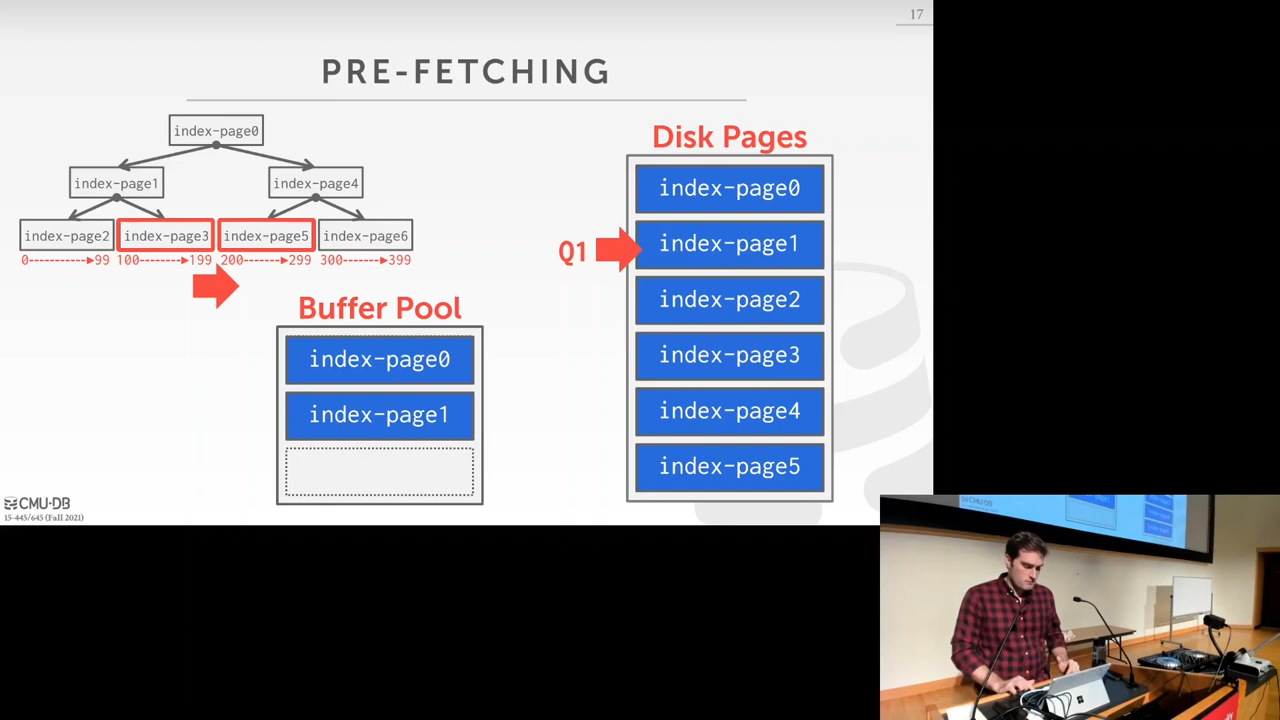 17
PRE-FETCHING
index-page0
index-page1 index-page4
index-page2 index-page3 index-page5 index-page6
0---------->99 100------>199 200------>299 300------>399
Disk Pages
index-page0
Q1 index-page1
index-page2
index-page3
index-page4
index-page5
Buffer Pool
index-page0
index-page1
CMU·DB
15-445/645 (Fall 2021)